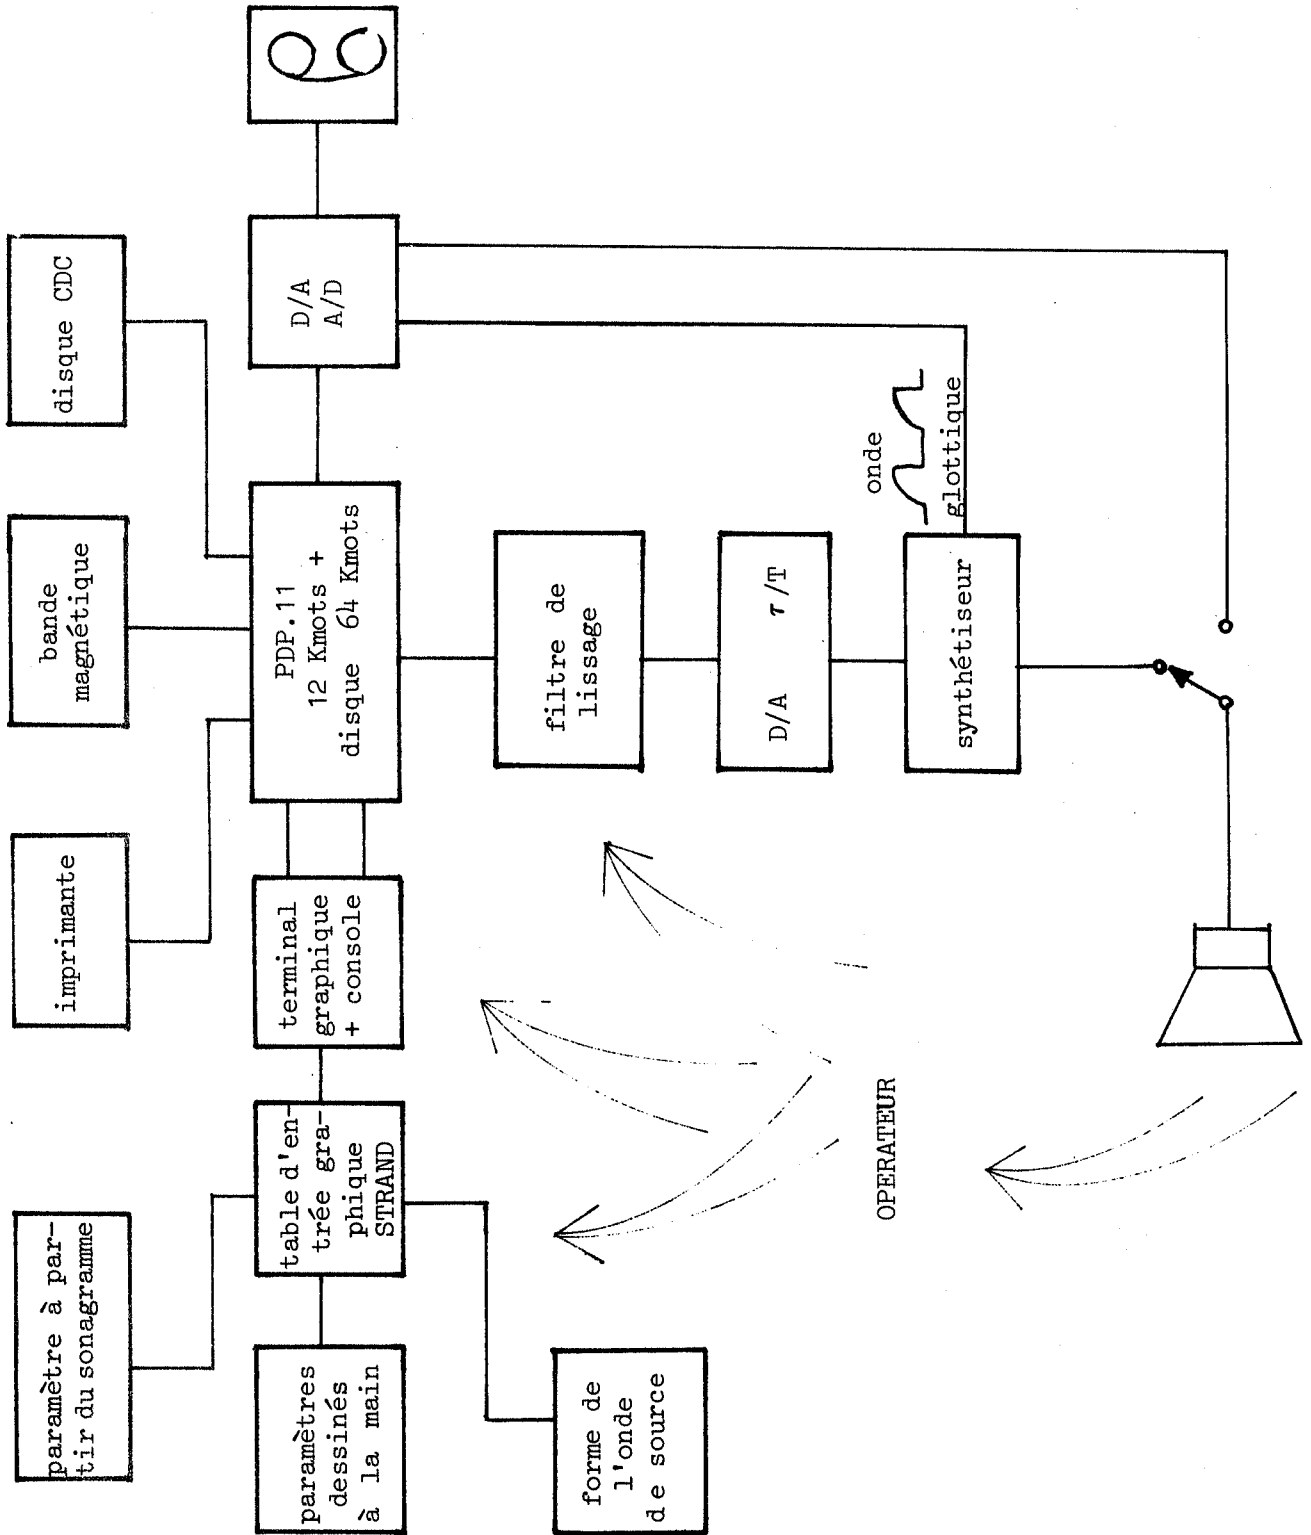 paramètre à par-
tir du sonagramme
imprimante
bande
magnétique
disque CDC
paramètres
dessinés
à la main
table d'en-
trée gra-
phique
STRAND
terminal
graphique
+ console
PDP.11
12 Kmots +
disque 64 Kmots
D/A
A/D
forme de
l'onde
de source
filtre de
lissage
D/A τ/T
onde
glottique
synthétiseur
OPERATEUR